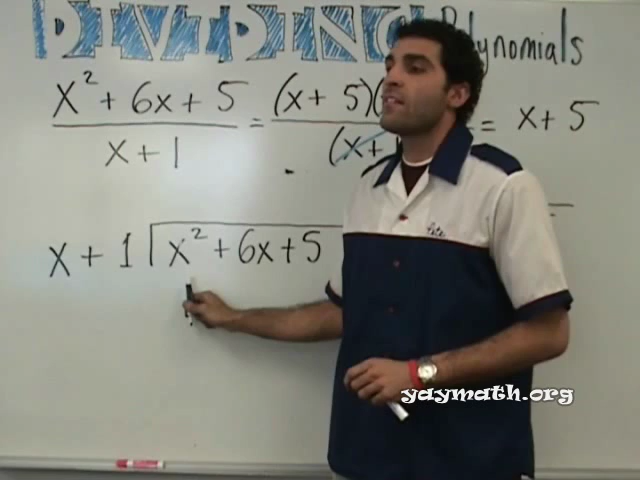 DIVIDING Polynomials
x² + 6x + 5 = (x + 5)( = x + 5
x + 1 (x+
x + 1 x² + 6x + 5
yaymath.org